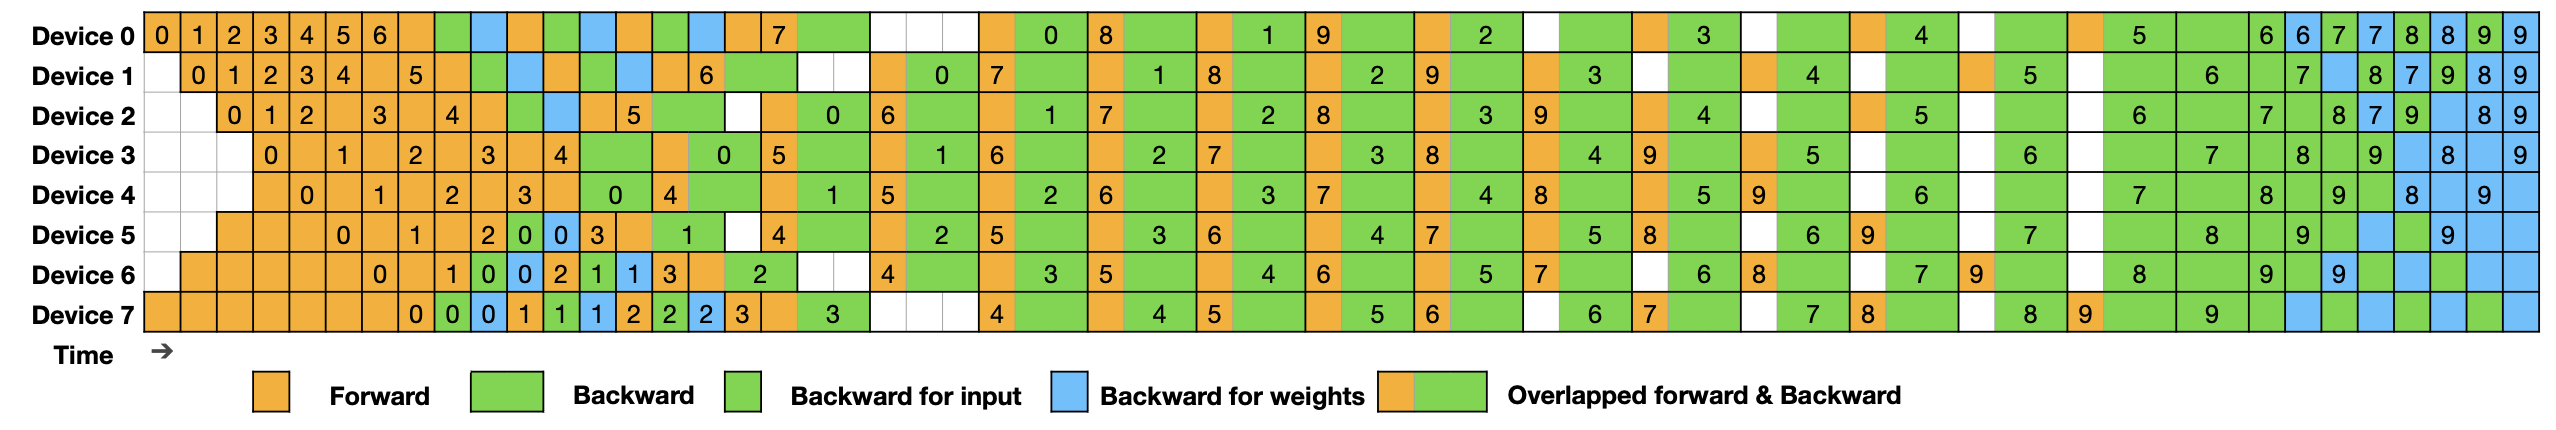 Device 0 0 1 2 3 4 5 6 7 0 8 1 9 2 3 4 5 6 6 7 7 8 8 9 9
Device 1 0 1 2 3 4 5 6 0 7 1 8 2 9 3 4 5 6 7 8 7 9 8 9
Device 2 0 1 2 3 4 5 0 6 1 7 2 8 3 9 4 5 6 7 8 7 9 8 9
Device 3 0 1 2 3 4 0 5 1 6 2 7 3 8 4 9 5 6 7 8 9 8 9
Device 4 0 1 2 3 0 4 1 5 2 6 3 7 4 8 5 9 6 7 8 9 8 9
Device 5 0 1 2 0 0 3 1 4 2 5 3 6 4 7 5 8 6 9 7 8 9 9
Device 6 0 1 0 0 2 1 1 3 2 4 3 5 4 6 5 7 6 8 7 9 8 9 9
Device 7 0 0 0 1 1 1 2 2 2 3 3 4 4 5 5 6 6 7 7 8 8 9 9
Time ➔
Forward Backward Backward for input Backward for weights Overlapped forward & Backward